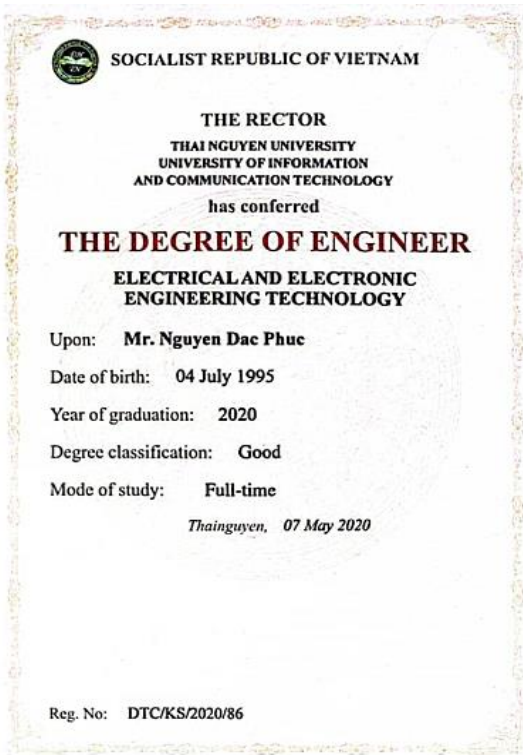 SOCIALIST REPUBLIC OF VIETNAM
THE RECTOR
THAI NGUYEN UNIVERSITY
UNIVERSITY OF INFORMATION
AND COMMUNICATION TECHNOLOGY
has conferred
THE DEGREE OF ENGINEER
ELECTRICAL AND ELECTRONIC
ENGINEERING TECHNOLOGY
Upon: Mr. Nguyen Dac Phuc
Date of birth: 04 July 1995
Year of graduation: 2020
Degree classification: Good
Mode of study: Full-time
Thainguyen, 07 May 2020
Reg. No: DTC/KS/2020/86